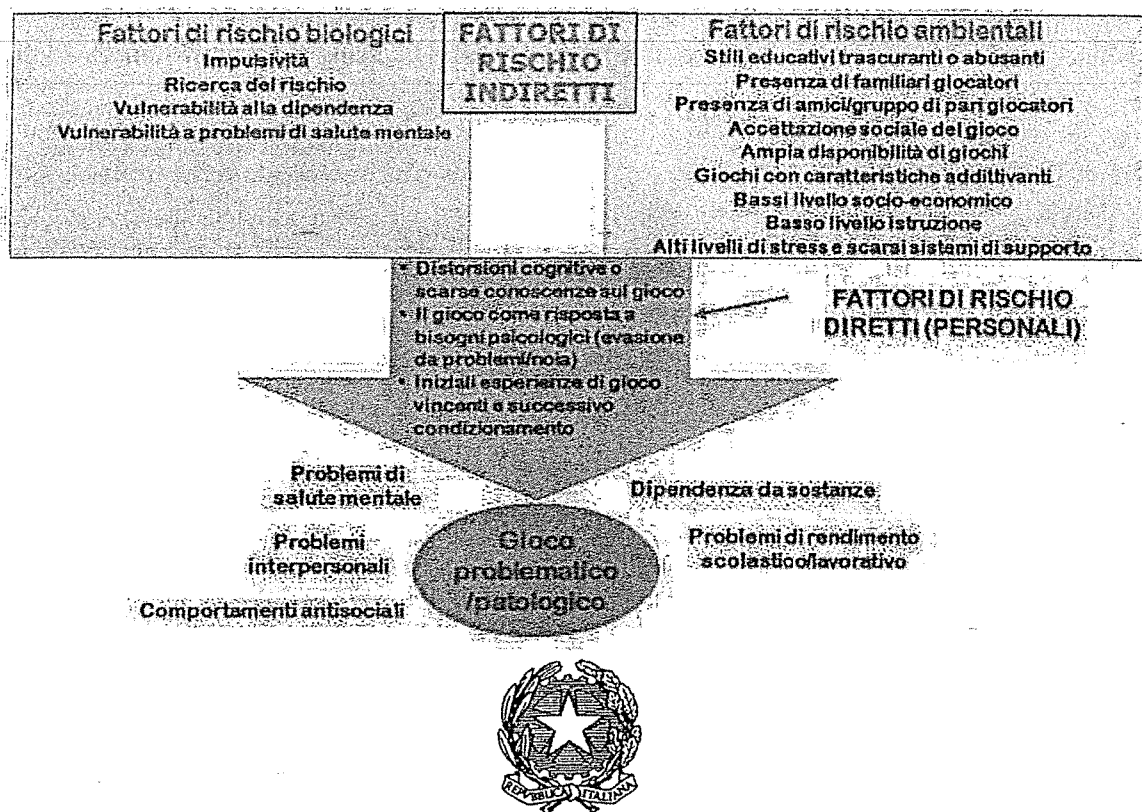 Fattori di rischio biologici
Impulsività
Ricerca del rischio
Vulnerabilità alla dipendenza
Vulnerabilità a problemi di salute mentale
FATTORI DI
RISCHIO
INDIRETTI
Fattori di rischio ambientali
Stili educativi trascuranti o abusanti
Presenza di familiari giocatori
Presenza di amici/gruppo di pari giocatori
Accettazione sociale del gioco
Ampia disponibilità di giochi
Giochi con caratteristiche addittivanti
Bassi livello socio-economico
Basso livello istruzione
Alti livelli di stress e scarsi sistemi di supporto
• Distorsioni cognitive o
scarse conoscenze sul gioco
• Il gioco come risposta a
bisogni psicologici (evasione
da problemi/noia)
• Iniziali esperienze di gioco
vincenti e successivo
condizionamento
FATTORI DI RISCHIO
DIRETTI (PERSONALI)
Problemi di
salute mentale
Dipendenza da sostanze
Problemi
interpersonali
Problemi di rendimento
scolastico/lavorativo
Comportamenti antisociali
Gioco
problematico
/patologico
REPVBBLICA ITALIANA